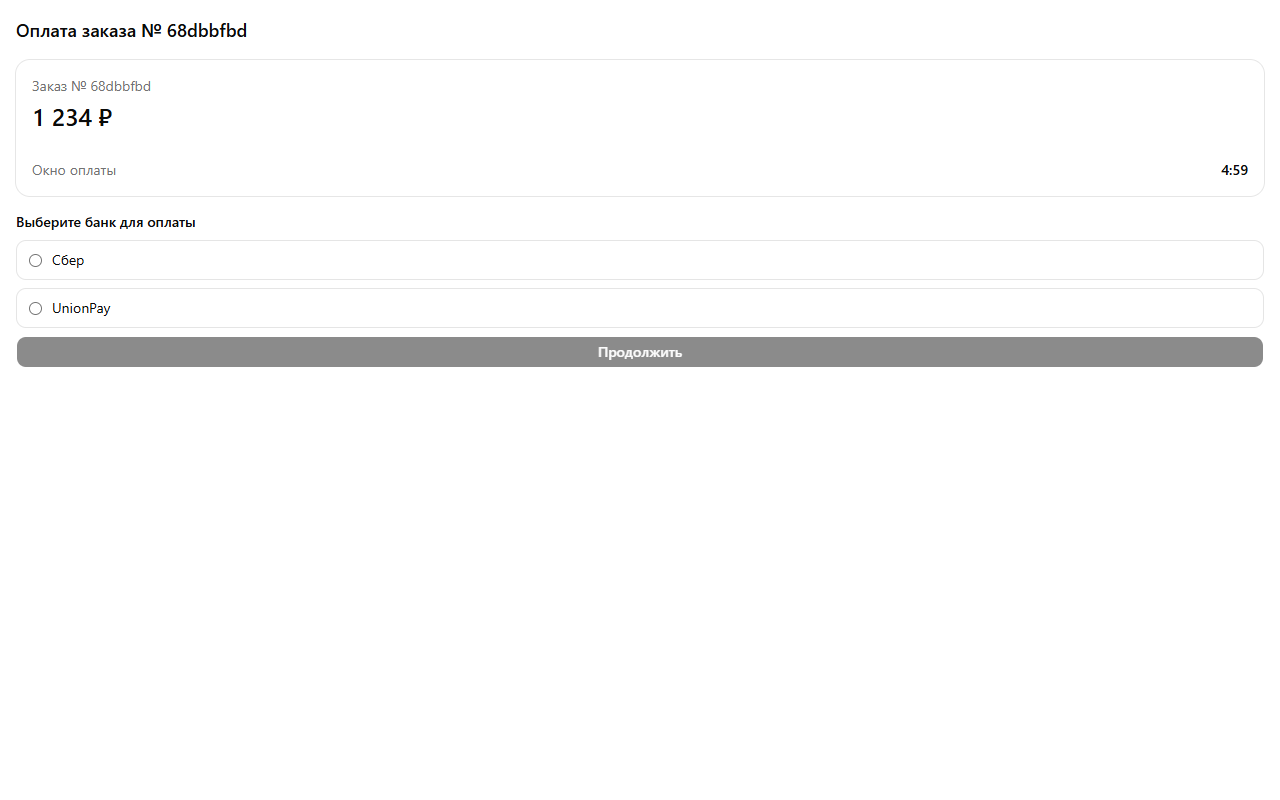 Оплата заказа № 68dbbfbd
Заказ № 68dbbfbd
1 234 ₽
Окно оплаты 4:59
Выберите банк для оплаты
Сбер
UnionPay
Продолжить